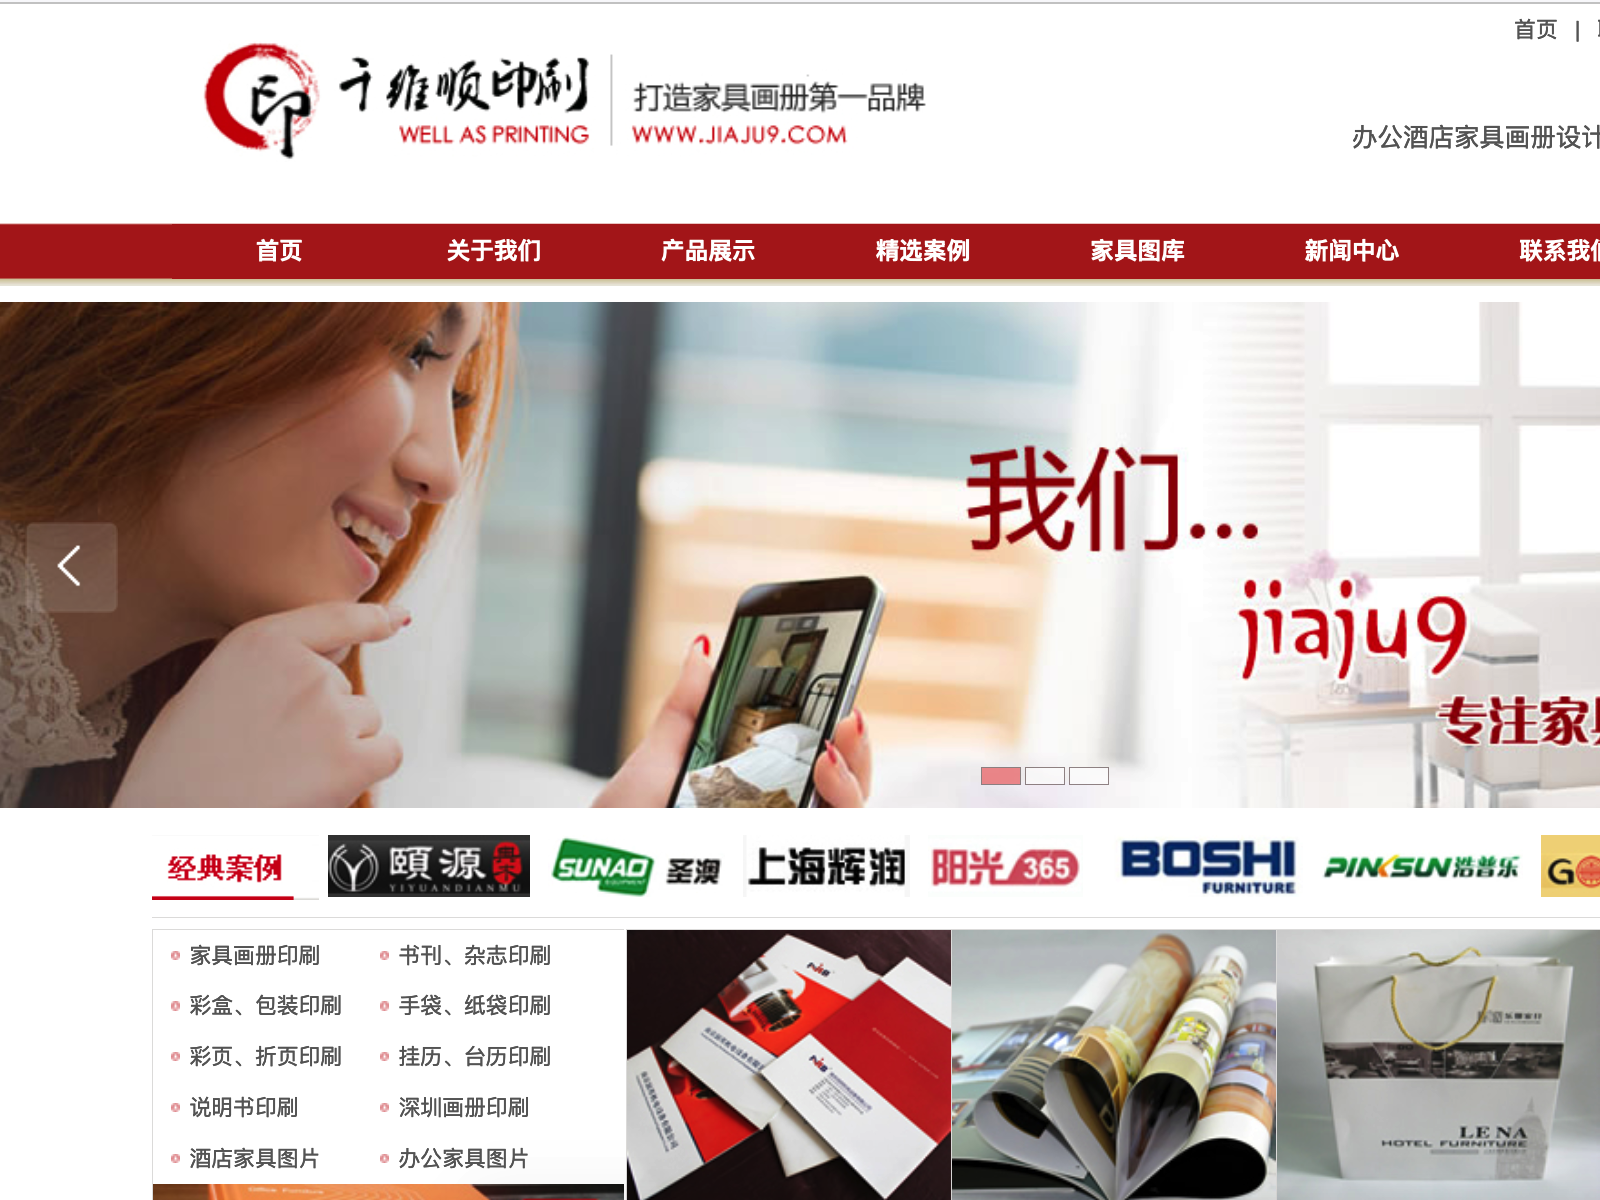 首页 |
印 千维顺印刷
WELL AS PRINTING
打造家具画册第一品牌
WWW.JIAJU9.COM
办公酒店家具画册设计
首页 关于我们 产品展示 精选案例 家具图库 新闻中心 联系我们
我们...
jiaju9
专注家具
经典案例
頤源
YIYUANDIANMU
SUNAO
EQUIPMENT
圣澳
上海辉润
阳光365
BOSHI
FURNITURE
PINKSUN浩普乐
GO
家具画册印刷
书刊、杂志印刷
彩盒、包装印刷
手袋、纸袋印刷
彩页、折页印刷
挂历、台历印刷
说明书印刷
深圳画册印刷
酒店家具图片
办公家具图片
LENA
HOTEL FURNITURE
Office Furniture